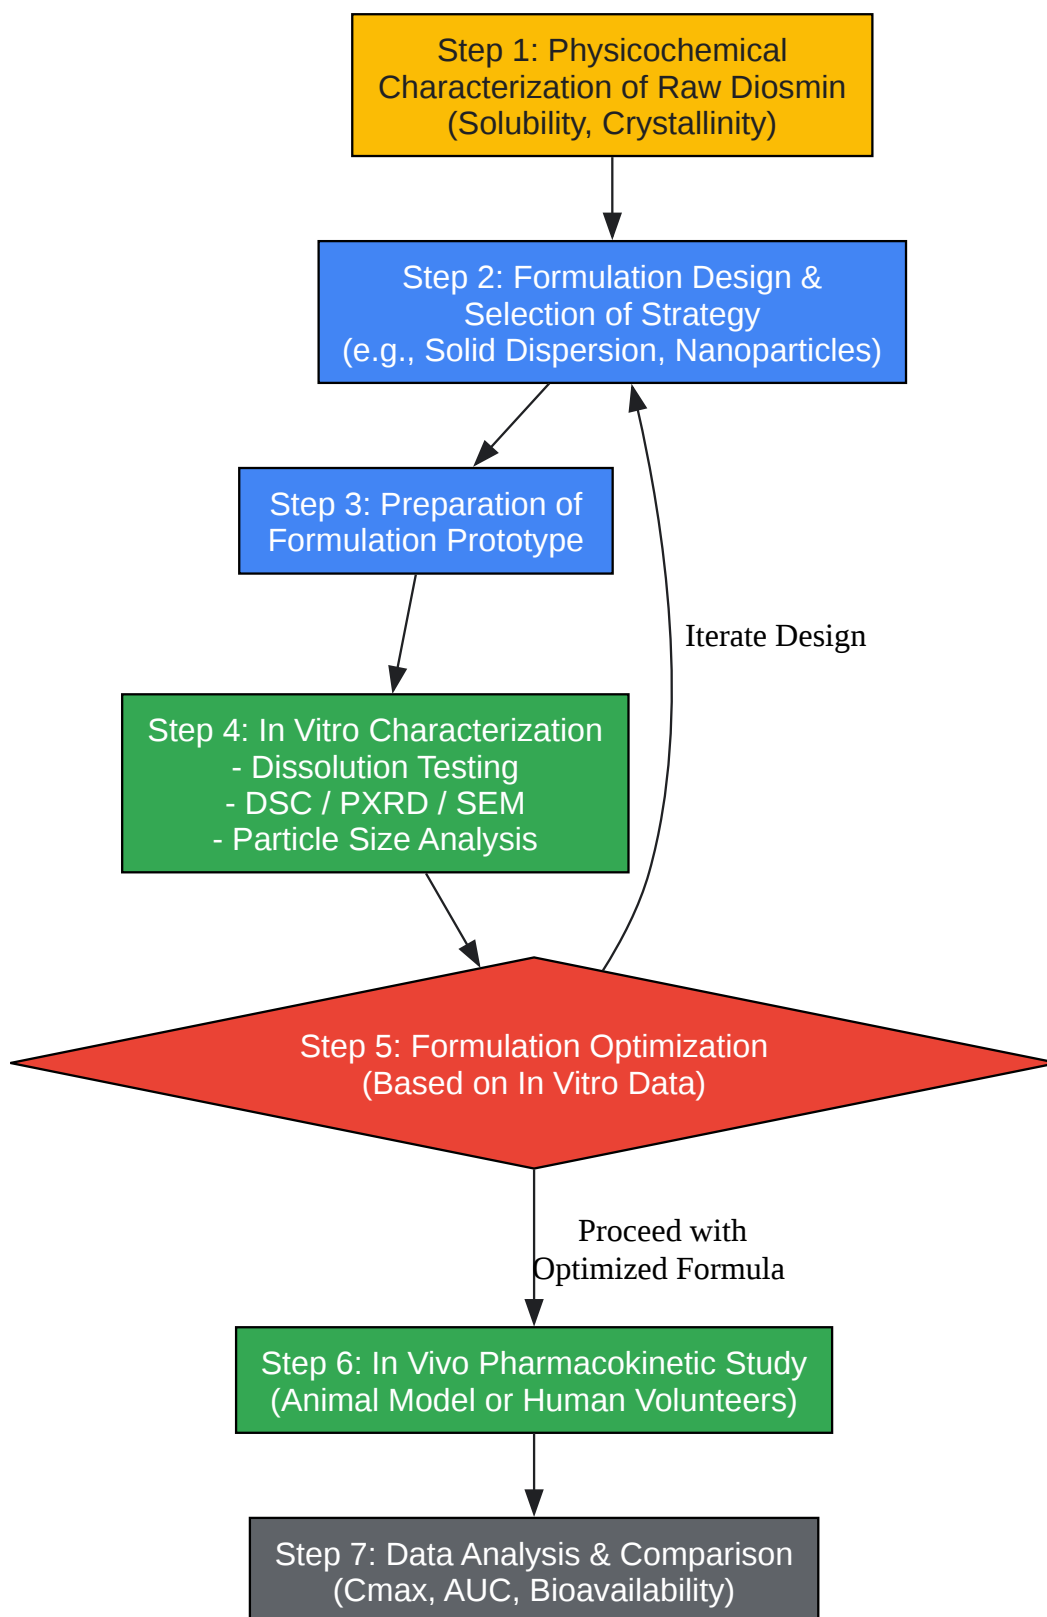 Step 1: Physicochemical
Characterization of Raw Diosmin
(Solubility, Crystallinity)
Step 2: Formulation Design &
Selection of Strategy
(e.g., Solid Dispersion, Nanoparticles)
Step 3: Preparation of
Formulation Prototype
Iterate Design
Step 4: In Vitro Characterization
- Dissolution Testing
- DSC / PXRD / SEM
- Particle Size Analysis
Step 5: Formulation Optimization
(Based on In Vitro Data)
Proceed with
Optimized Formula
Step 6: In Vivo Pharmacokinetic Study
(Animal Model or Human Volunteers)
Step 7: Data Analysis & Comparison
(Cmax, AUC, Bioavailability)